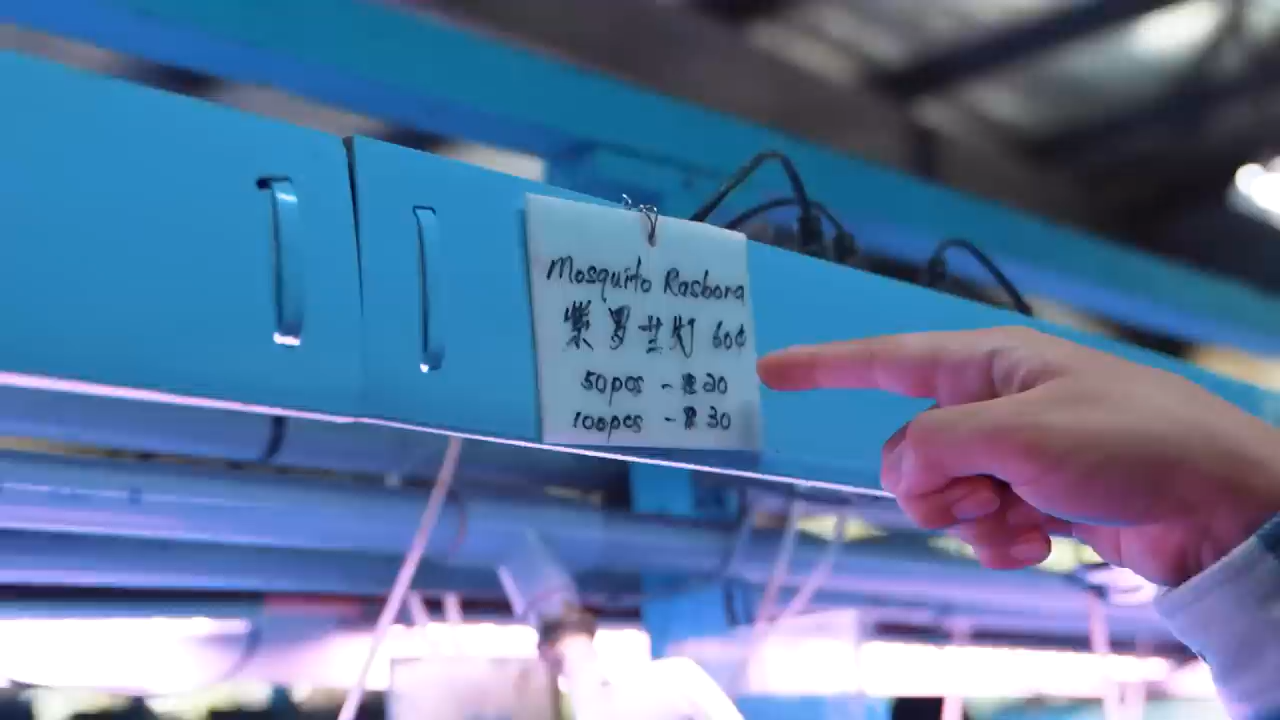 Mosquito Rasbora
紫罗兰灯 60¢
50pcs - $20
100pcs - $30